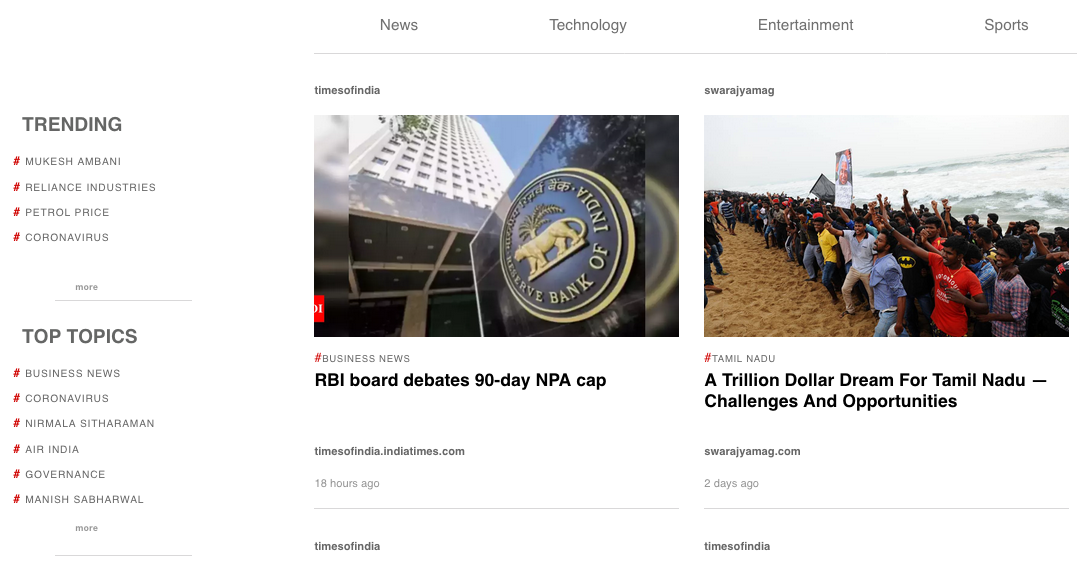 News
Technology
Entertainment
Sports
TRENDING
# MUKESH AMBANI
# RELIANCE INDUSTRIES
# PETROL PRICE
# CORONAVIRUS
more
TOP TOPICS
# BUSINESS NEWS
# CORONAVIRUS
# NIRMALA SITHARAMAN
# AIR INDIA
# GOVERNANCE
# MANISH SABHARWAL
more
timesofindia
RESERVE BANK OF INDIA
#BUSINESS NEWS
RBI board debates 90-day NPA cap
timesofindia.indiatimes.com
18 hours ago
timesofindia
swarajyamag
#TAMIL NADU
A Trillion Dollar Dream For Tamil Nadu —
Challenges And Opportunities
swarajyamag.com
2 days ago
timesofindia